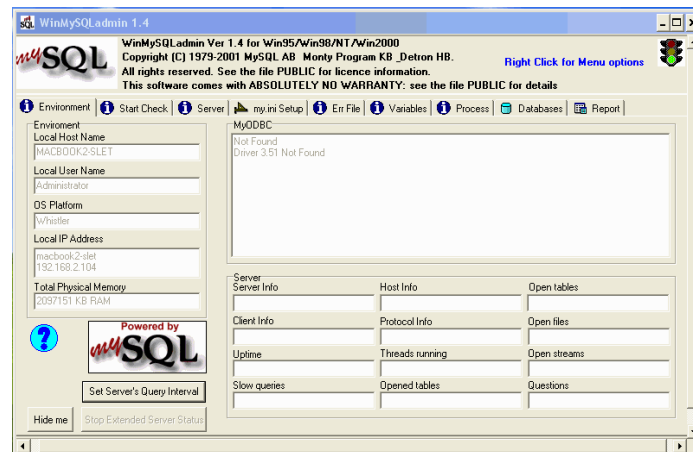 WinMySQLadmin 1.4
WinMySQLadmin Ver 1.4 for Win95/Win98/NT/Win2000
Copyright (C) 1979-2001 MySQL AB Monty Program KB _Detron HB.
All rights reserved. See the file PUBLIC for licence information.
This software comes with ABSOLUTELY NO WARRANTY: see the file PUBLIC for details
Right Click for Menu options
mySQL
Environment Start Check Server my.ini Setup Err File Variables Process Databases Report
Enviroment
Local Host Name
MACBOOK2-SLET
Local User Name
Administrator
OS Platform
Whistler
Local IP Address
macbook2-slet
192.168.2.104
Total Physical Memory
2097151 KB RAM
Powered by
mySQL
Set Server's Query Interval
Hide me Stop Extended Server Status
MyODBC
Not Found
Driver 3.51 Not Found
Server
Server Info Host Info Open tables
Client Info Protocol Info Open files
Uptime Threads running Open streams
Slow queries Opened tables Questions